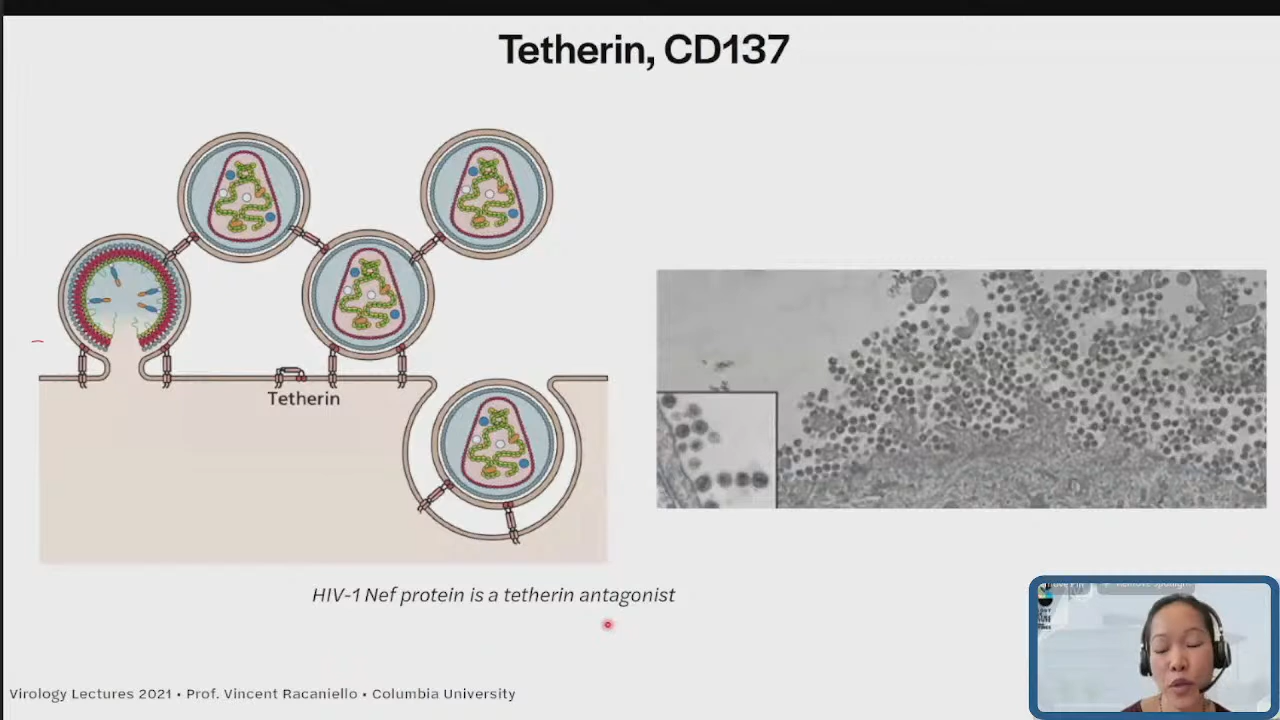 Tetherin, CD137
Tetherin
HIV-1 Nef protein is a tetherin antagonist
Virology Lectures 2021 • Prof. Vincent Racaniello • Columbia University